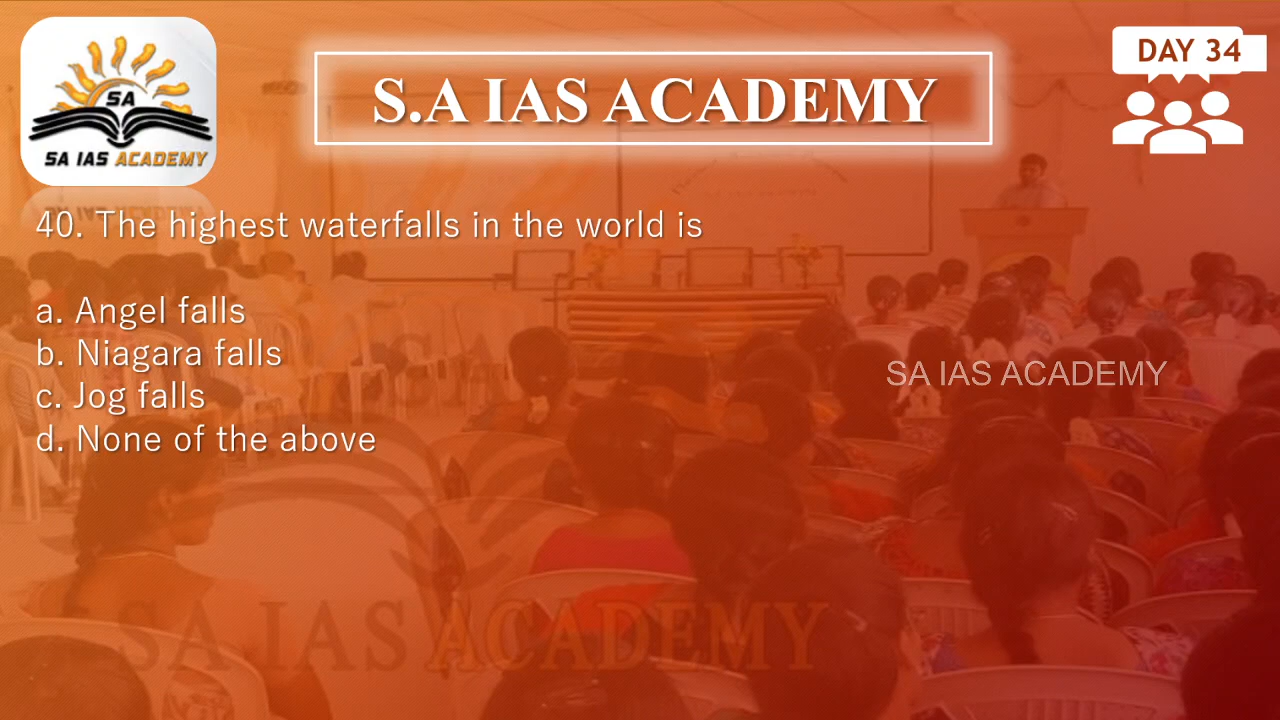 SA
SA IAS ACADEMY
S.A IAS ACADEMY
DAY 34
40. The highest waterfalls in the world is
a. Angel falls
b. Niagara falls
c. Jog falls
d. None of the above
SA IAS ACADEMY
SA
SA IAS ACADEMY